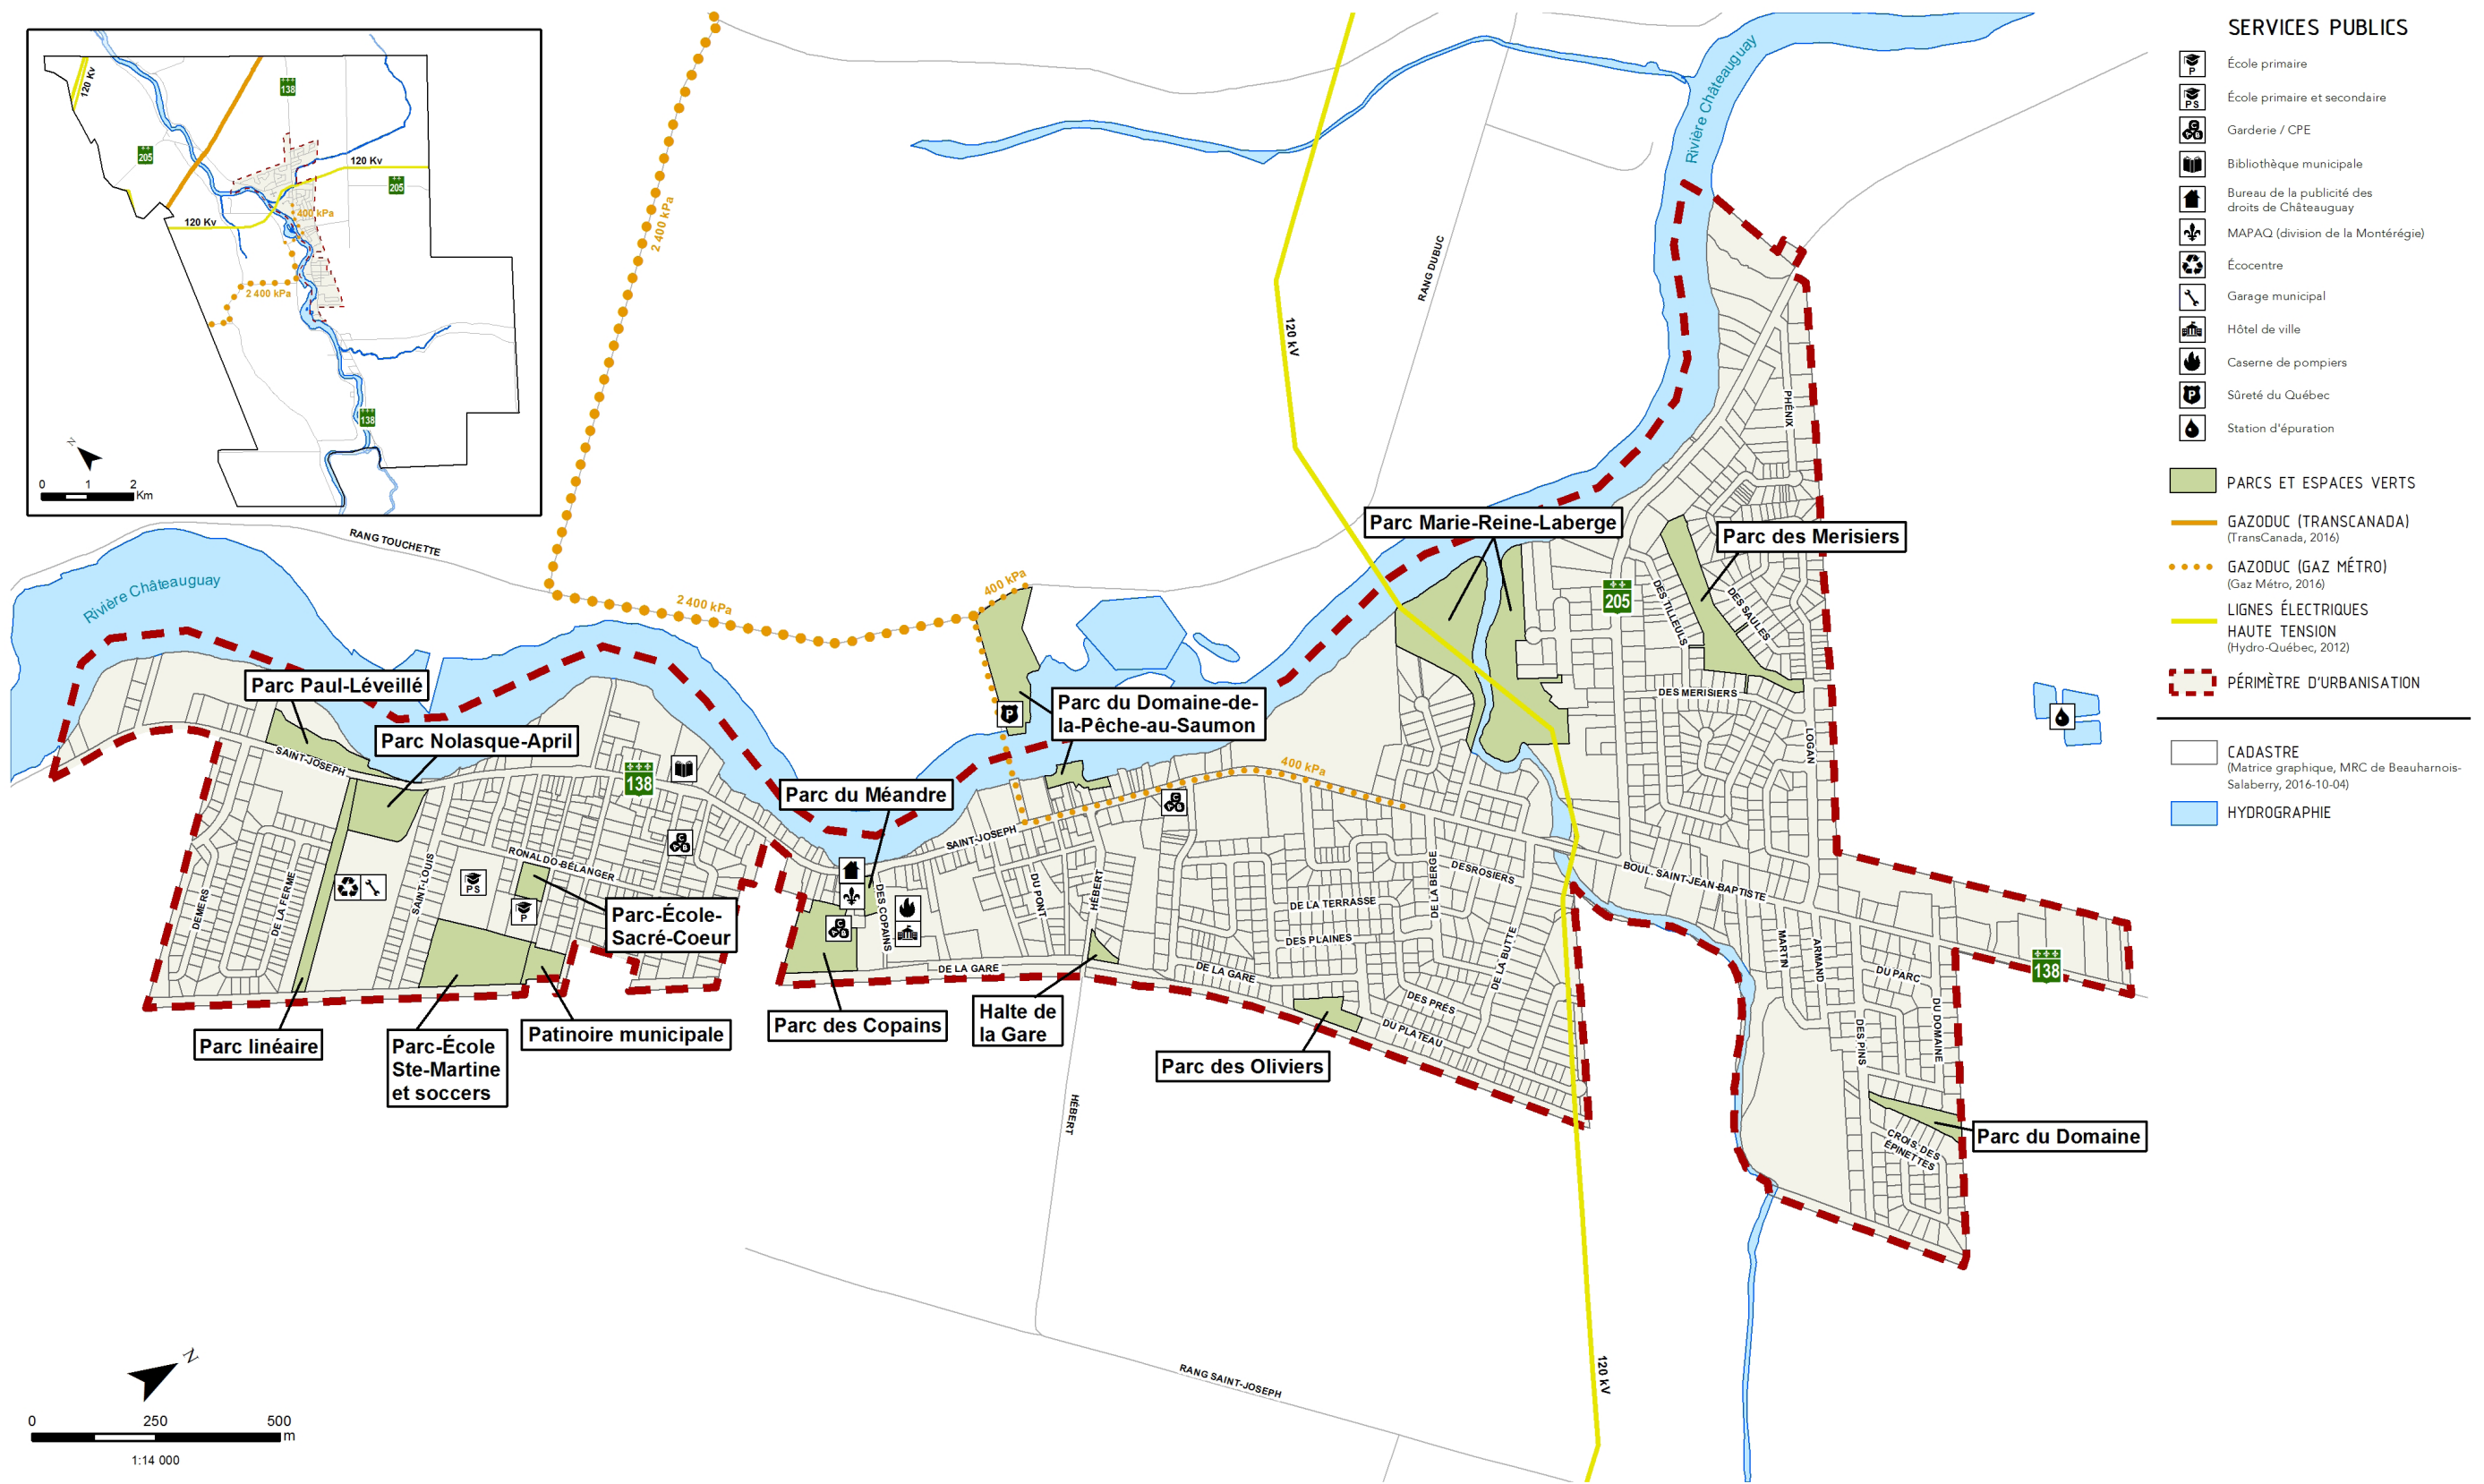 120 Kv
138
205
120 Kv
205
120 Kv
400 kPa
2 400 kPa
138
N
0 1 2
Km
2 400 kPa
RANG DUBUC
120 kV
Rivière Châteauguay
PHÉNIX
RANG TOUCHETTE
Rivière Châteauguay
2 400 kPa
400 kPa
Parc Marie-Reine-Laberge
Parc des Merisiers
205
DES TILLEULS
DES SAULES
DES MERISIERS
LOGAN
Parc Paul-Léveillé
Parc Nolasque-April
SAINT-JOSEPH
138
P
Parc du Domaine-de-
la-Pêche-au-Saumon
400 kPa
Parc du Méandre
SAINT-JOSEPH
C
F B
C
F B
RONALDO-BÉLANGER
SAINT-LOUIS
PS
P
DEMERS
DE LA FERME
Parc-École-
Sacré-Coeur
C
F B
DES COPAINS
DU PONT
HÉBERT
DE LA TERRASSE
DES PLAINES
DE LA BERGE
DESROSIERS
DE LA BUTTE
BOUL. SAINT-JEAN-BAPTISTE
MARTIN
ARMAND
DU PARC
138
DU DOMAINE
DES PINS
DE LA GARE
DE LA GARE
DES PRÉS
DU PLATEAU
Parc linéaire
Parc-École
Ste-Martine
et soccers
Patinoire municipale
Parc des Copains
Halte de
la Gare
Parc des Oliviers
HÉBERT
CROIS. DES
ÉPINETTES
Parc du Domaine
RANG SAINT-JOSEPH
120 kV
N
0 250 500
m
1:14 000
SERVICES PUBLICS
P
École primaire
PS
École primaire et secondaire
C
F B
Garderie / CPE
Bibliothèque municipale
Bureau de la publicité des
droits de Châteauguay
MAPAQ (division de la Montérégie)
Écocentre
Garage municipal
Hôtel de ville
Caserne de pompiers
P
Sûreté du Québec
Station d'épuration
PARCS ET ESPACES VERTS
GAZODUC (TRANSCANADA)
(TransCanada, 2016)
GAZODUC (GAZ MÉTRO)
(Gaz Métro, 2016)
LIGNES ÉLECTRIQUES
HAUTE TENSION
(Hydro-Québec, 2012)
PÉRIMÈTRE D'URBANISATION
CADASTRE
(Matrice graphique, MRC de Beauharnois-
Salaberry, 2016-10-04)
HYDROGRAPHIE